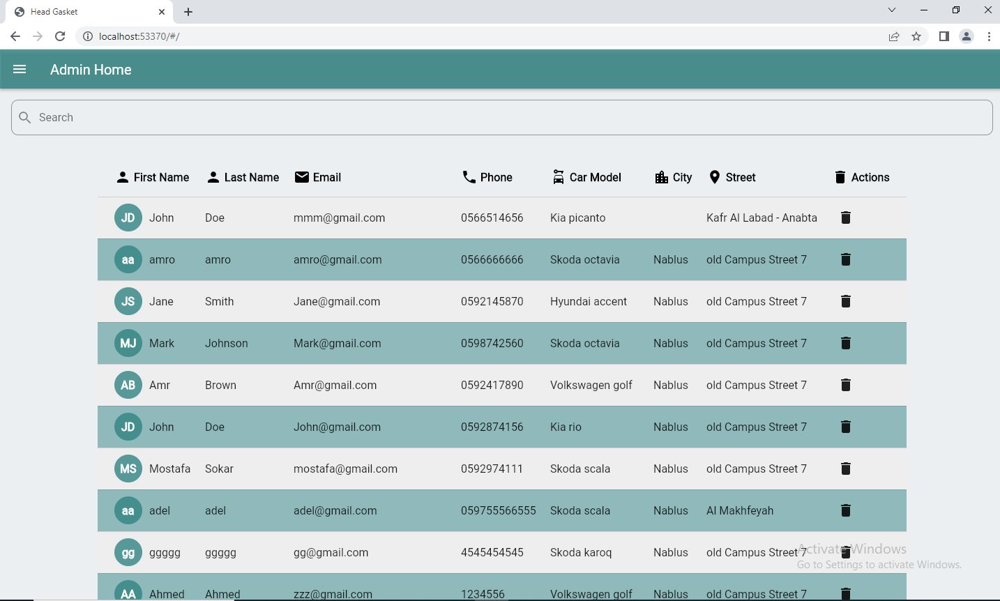 Head Gasket
localhost:53370/#/
Admin Home
Search
First Name Last Name Email Phone Car Model City Street Actions
JD John Doe mmm@gmail.com 0566514656 Kia picanto Kafr Al Labad - Anabta
aa amro amro amro@gmail.com 0566666666 Skoda octavia Nablus old Campus Street 7
JS Jane Smith Jane@gmail.com 0592145870 Hyundai accent Nablus old Campus Street 7
MJ Mark Johnson Mark@gmail.com 0598742560 Skoda octavia Nablus old Campus Street 7
AB Amr Brown Amr@gmail.com 0592417890 Volkswagen golf Nablus old Campus Street 7
JD John Doe John@gmail.com 0592874156 Kia rio Nablus old Campus Street 7
MS Mostafa Sokar mostafa@gmail.com 0592974111 Skoda scala Nablus old Campus Street 7
aa adel adel adel@gmail.com 059755566555 Skoda scala Nablus Al Makhfeyah
gg ggggg ggggg gg@gmail.com 4545454545 Skoda karoq Nablus old Campus Street 7
Activate Windows
Go to Settings to activate Windows.
AA Ahmed Ahmed zzz@gmail.com 1234556 Volkswagen golf Nablus old Campus Street 7